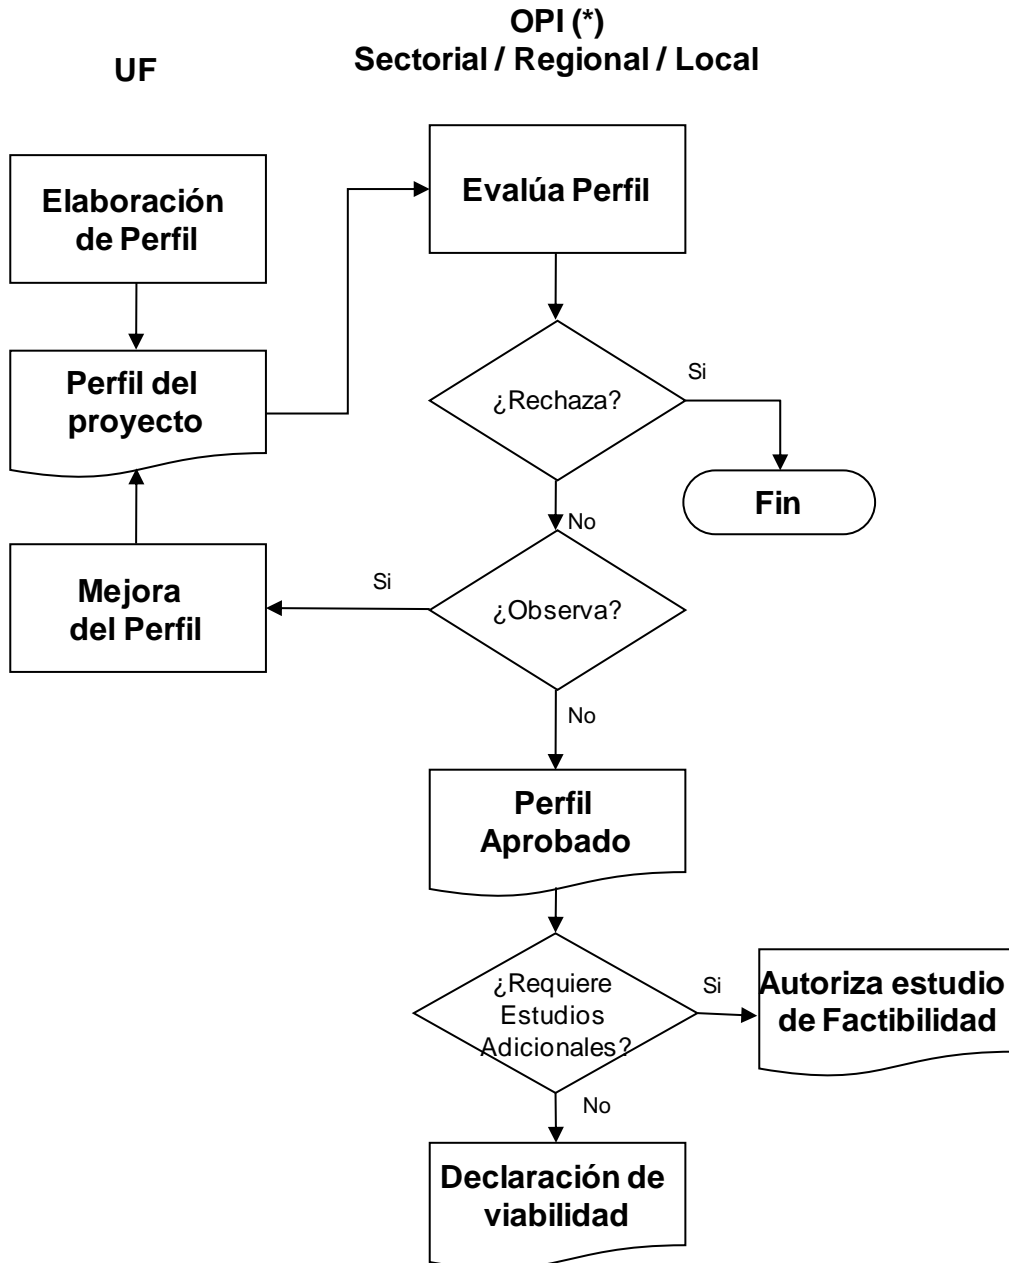 OPI (*)
Sectorial / Regional / Local
UF
Elaboración
de Perfil
Evalúa Perfil
Perfil del
proyecto
¿Rechaza?
Si
Fin
No
Mejora
del Perfil
Si
¿Observa?
No
Perfil
Aprobado
¿Requiere
Estudios
Adicionales?
Si
Autoriza estudio
de Factibilidad
No
Declaración de
viabilidad